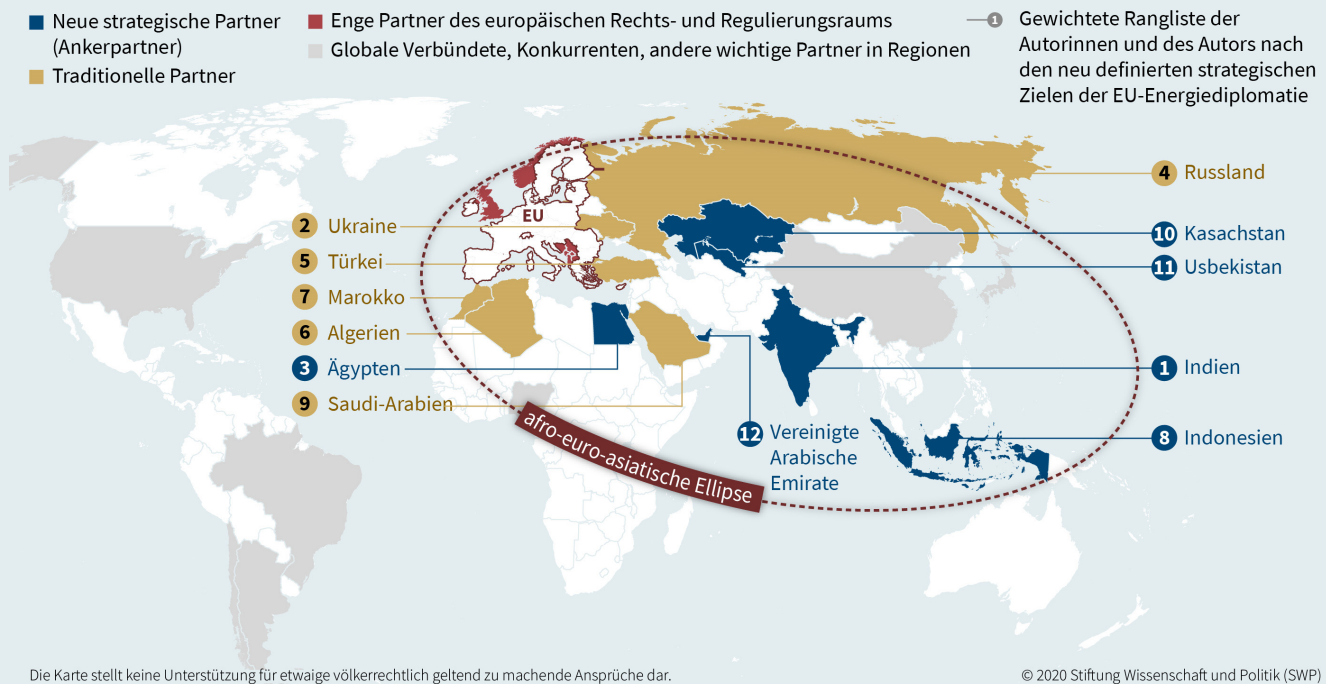 Neue strategische Partner
(Ankerpartner)
Traditionelle Partner
Enge Partner des europäischen Rechts- und Regulierungsraums
Globale Verbündete, Konkurrenten, andere wichtige Partner in Regionen
1 Gewichtete Rangliste der
Autorinnen und des Autors nach
den neu definierten strategischen
Zielen der EU-Energiediplomatie
EU
2 Ukraine
5 Türkei
7 Marokko
6 Algerien
3 Ägypten
9 Saudi-Arabien
4 Russland
10 Kasachstan
11 Usbekistan
1 Indien
8 Indonesien
12 Vereinigte
Arabische
Emirate
afro-euro-asiatische Ellipse
Die Karte stellt keine Unterstützung für etwaige völkerrechtlich geltend zu machende Ansprüche dar.
© 2020 Stiftung Wissenschaft und Politik (SWP)